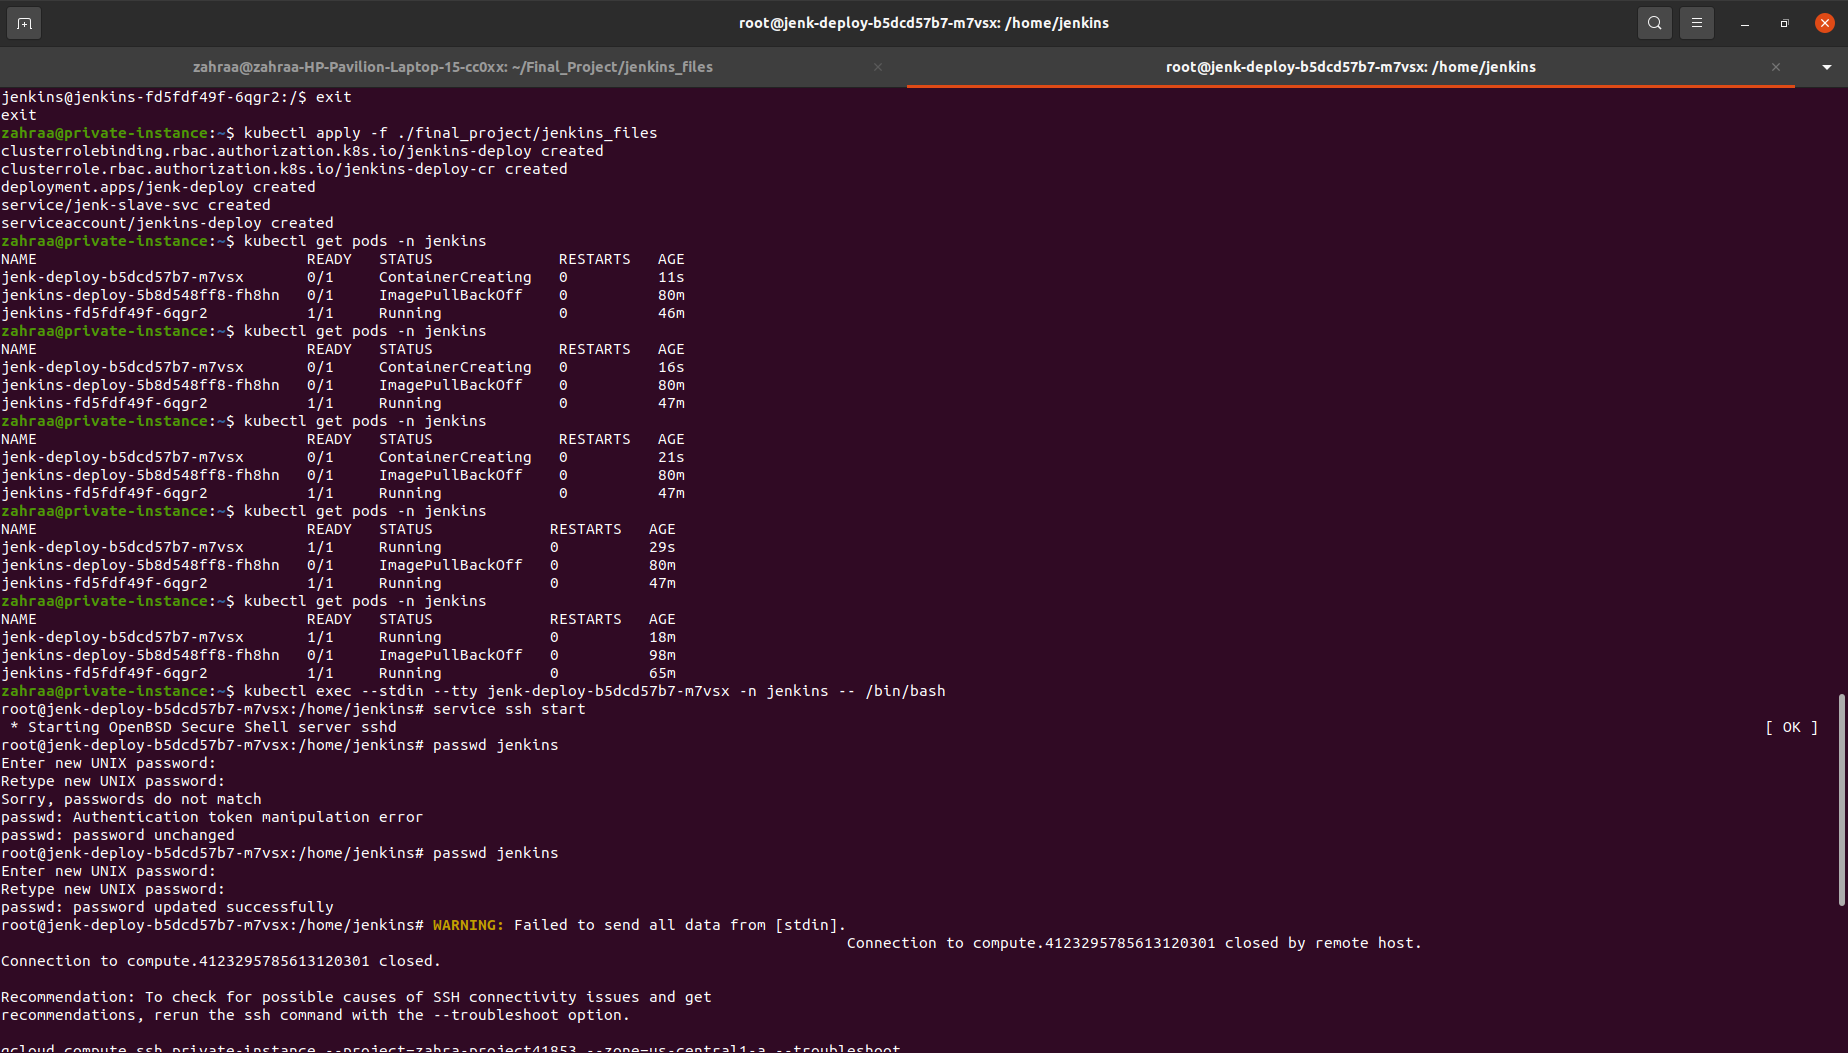 root@jenk-deploy-b5dcd57b7-m7vsx: /home/jenkins
zahraa@zahraa-HP-Pavilion-Laptop-15-cc0xx: ~/Final_Project/jenkins_files
root@jenk-deploy-b5dcd57b7-m7vsx: /home/jenkins
jenkins@jenkins-fd5fdf49f-6qgr2:/$ exit
exit
zahraa@private-instance:~$ kubectl apply -f ./final_project/jenkins_files
clusterrolebinding.rbac.authorization.k8s.io/jenkins-deploy created
clusterrole.rbac.authorization.k8s.io/jenkins-deploy-cr created
deployment.apps/jenk-deploy created
service/jenk-slave-svc created
serviceaccount/jenkins-deploy created
zahraa@private-instance:~$ kubectl get pods -n jenkins
NAME READY STATUS RESTARTS AGE
jenk-deploy-b5dcd57b7-m7vsx 0/1 ContainerCreating 0 11s
jenkins-deploy-5b8d548ff8-fh8hn 0/1 ImagePullBackOff 0 80m
jenkins-fd5fdf49f-6qgr2 1/1 Running 0 46m
zahraa@private-instance:~$ kubectl get pods -n jenkins
NAME READY STATUS RESTARTS AGE
jenk-deploy-b5dcd57b7-m7vsx 0/1 ContainerCreating 0 16s
jenkins-deploy-5b8d548ff8-fh8hn 0/1 ImagePullBackOff 0 80m
jenkins-fd5fdf49f-6qgr2 1/1 Running 0 47m
zahraa@private-instance:~$ kubectl get pods -n jenkins
NAME READY STATUS RESTARTS AGE
jenk-deploy-b5dcd57b7-m7vsx 0/1 ContainerCreating 0 21s
jenkins-deploy-5b8d548ff8-fh8hn 0/1 ImagePullBackOff 0 80m
jenkins-fd5fdf49f-6qgr2 1/1 Running 0 47m
zahraa@private-instance:~$ kubectl get pods -n jenkins
NAME READY STATUS RESTARTS AGE
jenk-deploy-b5dcd57b7-m7vsx 1/1 Running 0 29s
jenkins-deploy-5b8d548ff8-fh8hn 0/1 ImagePullBackOff 0 80m
jenkins-fd5fdf49f-6qgr2 1/1 Running 0 47m
zahraa@private-instance:~$ kubectl get pods -n jenkins
NAME READY STATUS RESTARTS AGE
jenk-deploy-b5dcd57b7-m7vsx 1/1 Running 0 18m
jenkins-deploy-5b8d548ff8-fh8hn 0/1 ImagePullBackOff 0 98m
jenkins-fd5fdf49f-6qgr2 1/1 Running 0 65m
zahraa@private-instance:~$ kubectl exec --stdin --tty jenk-deploy-b5dcd57b7-m7vsx -n jenkins -- /bin/bash
root@jenk-deploy-b5dcd57b7-m7vsx:/home/jenkins# service ssh start
* Starting OpenBSD Secure Shell server sshd [ OK ]
root@jenk-deploy-b5dcd57b7-m7vsx:/home/jenkins# passwd jenkins
Enter new UNIX password:
Retype new UNIX password:
Sorry, passwords do not match
passwd: Authentication token manipulation error
passwd: password unchanged
root@jenk-deploy-b5dcd57b7-m7vsx:/home/jenkins# passwd jenkins
Enter new UNIX password:
Retype new UNIX password:
passwd: password updated successfully
root@jenk-deploy-b5dcd57b7-m7vsx:/home/jenkins# WARNING: Failed to send all data from [stdin].
Connection to compute.4123295785613120301 closed by remote host.
Connection to compute.4123295785613120301 closed.
Recommendation: To check for possible causes of SSH connectivity issues and get
recommendations, rerun the ssh command with the --troubleshoot option.
gcloud compute ssh private-instance --project=zahra-project41853 --zone=us-central1-a --troubleshoot